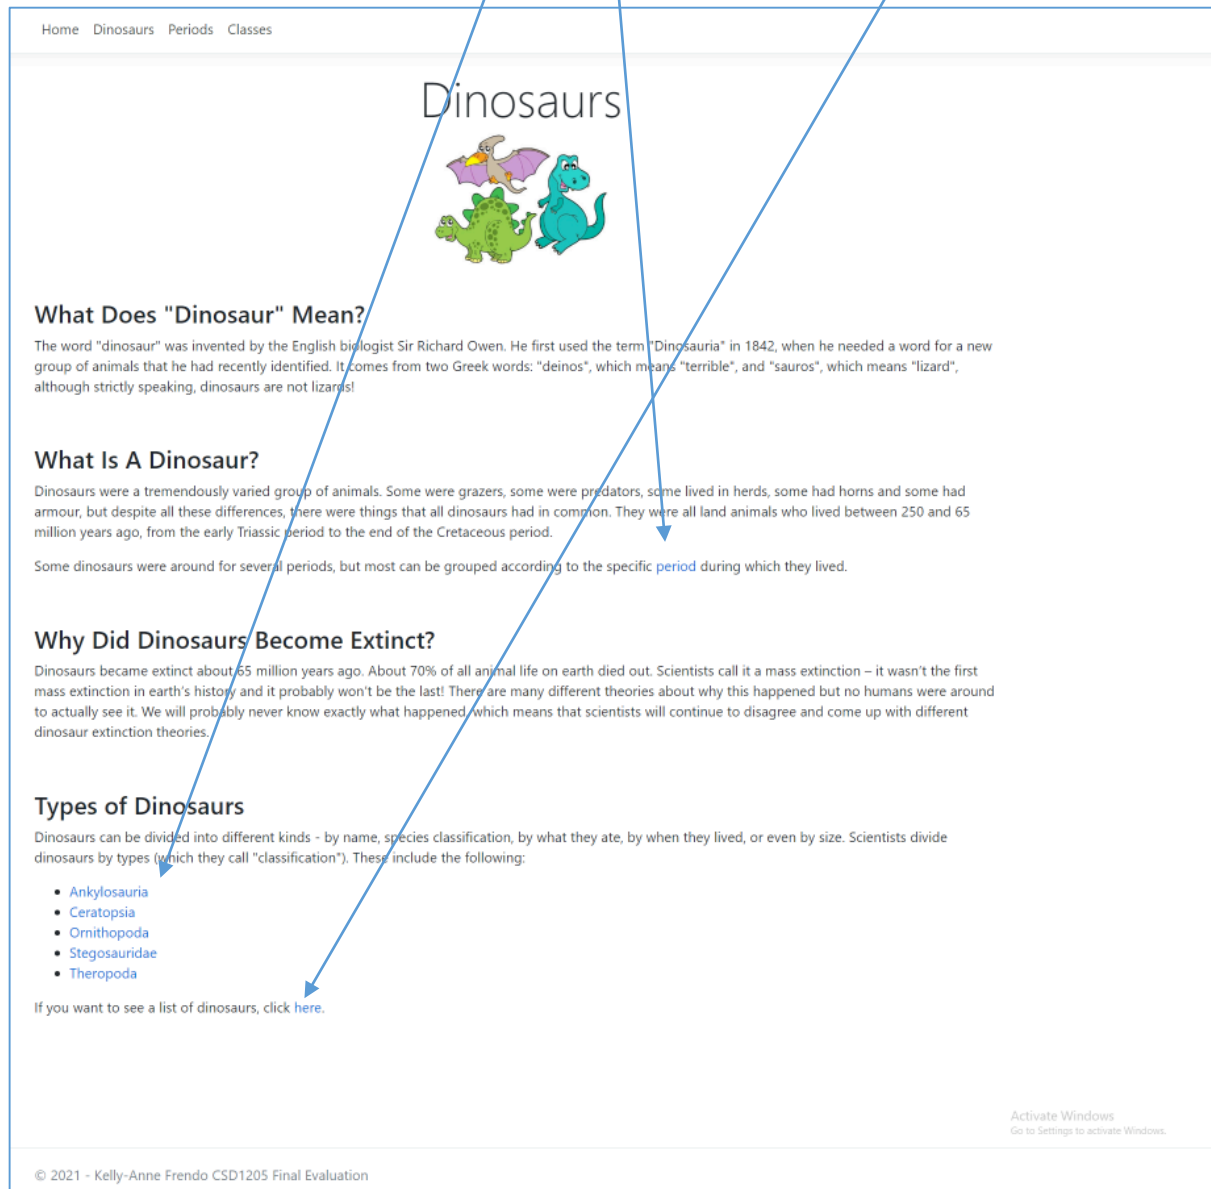 Home Dinosaurs Periods Classes
Dinosaurs
What Does "Dinosaur" Mean?
The word "dinosaur" was invented by the English biologist Sir Richard Owen. He first used the term "Dinosauria" in 1842, when he needed a word for a new
group of animals that he had recently identified. It comes from two Greek words: "deinos", which means "terrible", and "sauros", which means "lizard",
although strictly speaking, dinosaurs are not lizards!
What Is A Dinosaur?
Dinosaurs were a tremendously varied group of animals. Some were grazers, some were predators, some lived in herds, some had horns and some had
armour, but despite all these differences, there were things that all dinosaurs had in common. They were all land animals who lived between 250 and 65
million years ago, from the early Triassic period to the end of the Cretaceous period.
Some dinosaurs were around for several periods, but most can be grouped according to the specific period during which they lived.
Why Did Dinosaurs Become Extinct?
Dinosaurs became extinct about 65 million years ago. About 70% of all animal life on earth died out. Scientists call it a mass extinction – it wasn't the first
mass extinction in earth's history and it probably won't be the last! There are many different theories about why this happened but no humans were around
to actually see it. We will probably never know exactly what happened, which means that scientists will continue to disagree and come up with different
dinosaur extinction theories.
Types of Dinosaurs
Dinosaurs can be divided into different kinds - by name, species classification, by what they ate, by when they lived, or even by size. Scientists divide
dinosaurs by types (which they call "classification"). These include the following:
• Ankylosauria
• Ceratopsia
• Ornithopoda
• Stegosauridae
• Theropoda
If you want to see a list of dinosaurs, click here.
Activate Windows
Go to Settings to activate Windows.
© 2021 - Kelly-Anne Frendo CSD1205 Final Evaluation